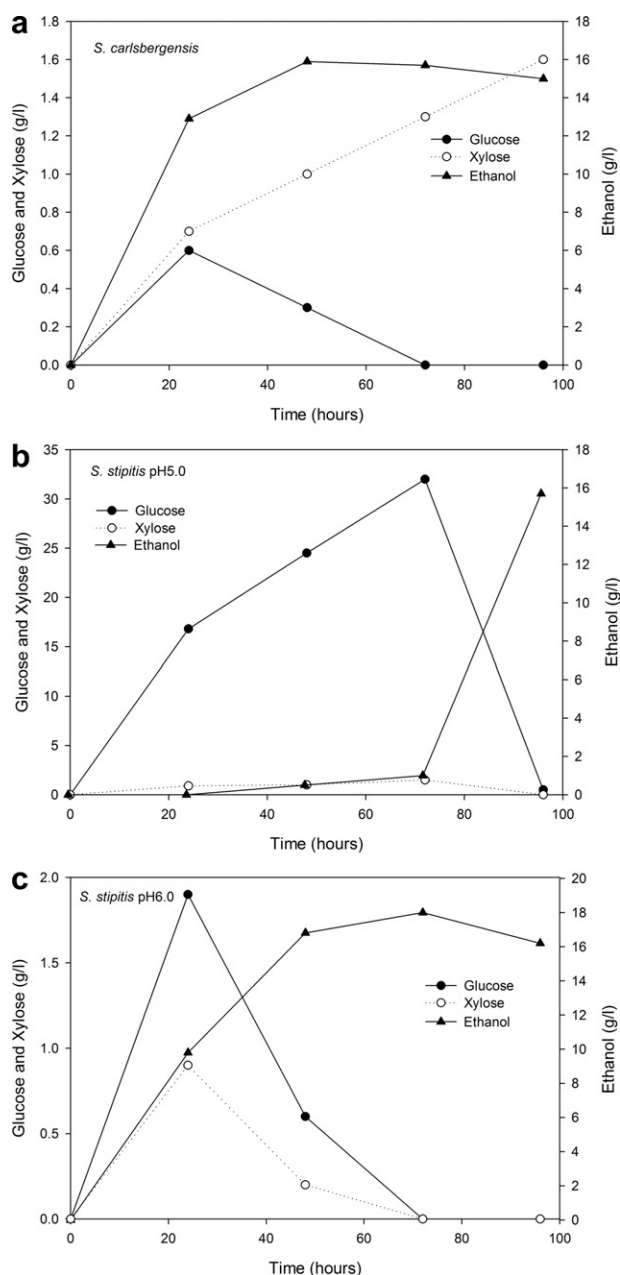 a
S. carlsbergensis
1.8
1.6
1.4
1.2
1.0
0.8
0.6
0.4
0.2
0.0
Glucose and Xylose (g/l)
18
16
14
12
10
8
6
4
2
0
Ethanol (g/l)
Glucose
Xylose
Ethanol
0 20 40 60 80 100
Time (hours)
b
S. stipitis pH5.0
35
30
25
20
15
10
5
0
Glucose and Xylose (g/l)
18
16
14
12
10
8
6
4
2
0
Ethanol (g/l)
Glucose
Xylose
Ethanol
0 20 40 60 80 100
Time (hours)
c
S. stipitis pH6.0
2.0
1.5
1.0
0.5
0.0
Glucose and Xylose (g/l)
20
18
16
14
12
10
8
6
4
2
0
Ethanol (g/l)
Glucose
Xylose
Ethanol
0 20 40 60 80 100
Time (hours)